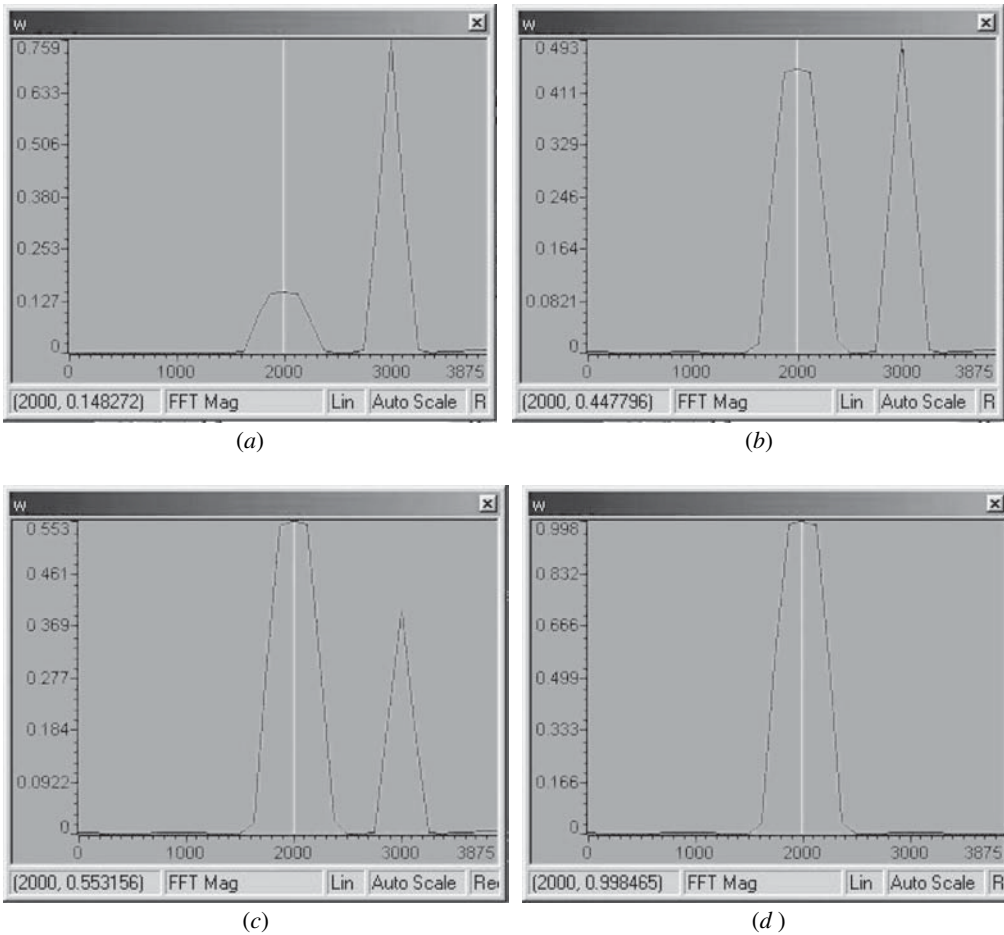 w
0.759
0.633
0.506
0.380
0.253
0.127
0
0 1000 2000 3000 3875
(2000, 0.148272) FFT Mag Lin Auto Scale R
(a)
w
0.493
0.411
0.329
0.246
0.164
0.0821
0
0 1000 2000 3000 3875
(2000, 0.447796) FFT Mag Lin Auto Scale R
(b)
w
0.553
0.461
0.369
0.277
0.184
0.0922
0
0 1000 2000 3000 3875
(2000, 0.553156) FFT Mag Lin Auto Scale Re
(c)
w
0.998
0.832
0.666
0.499
0.333
0.166
0
0 1000 2000 3000 3875
(2000, 0.998465) FFT Mag Lin Auto Scale R
(d)